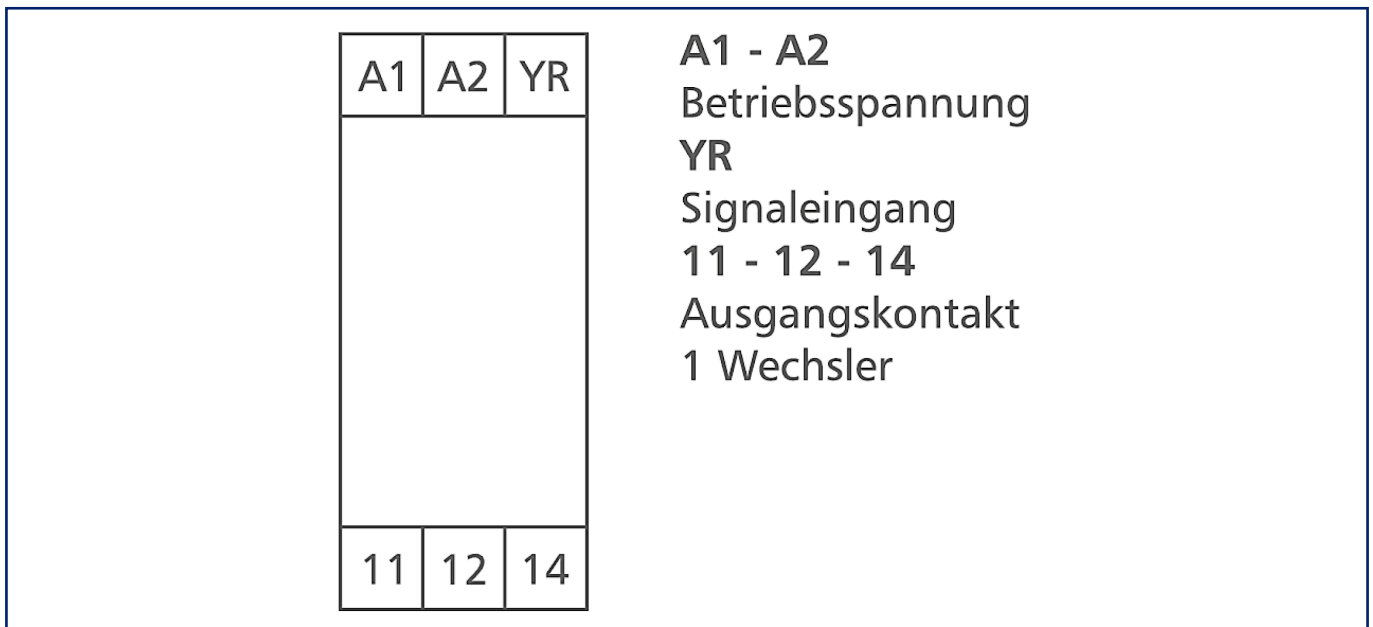 A1 A2 YR
A1 - A2
Betriebsspannung
YR
Signaleingang
11 - 12 - 14
Ausgangskontakt
1 Wechsler
11 12 14